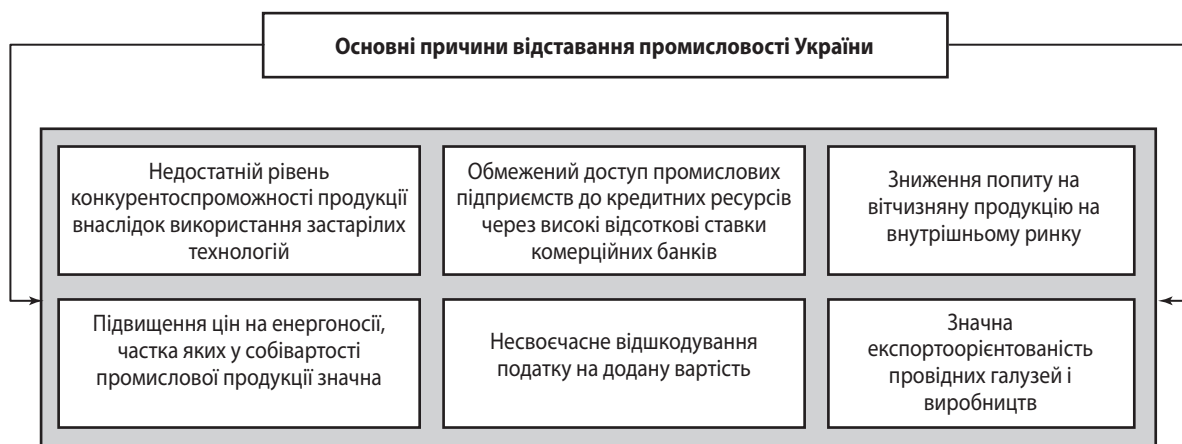 Основні причини відставання промисловості України
Недостатній рівень
конкурентоспроможності продукції
внаслідок використання застарілих
технологій
Обмежений доступ промислових
підприємств до кредитних ресурсів
через високі відсоткові ставки
комерційних банків
Зниження попиту на
вітчизняну продукцію на
внутрішньому ринку
Підвищення цін на енергоносії,
частка яких у собівартості
промислової продукції значна
Несвоєчасне відшкодування
податку на додану вартість
Значна
експортоорієнтованість
провідних галузей і
виробництв